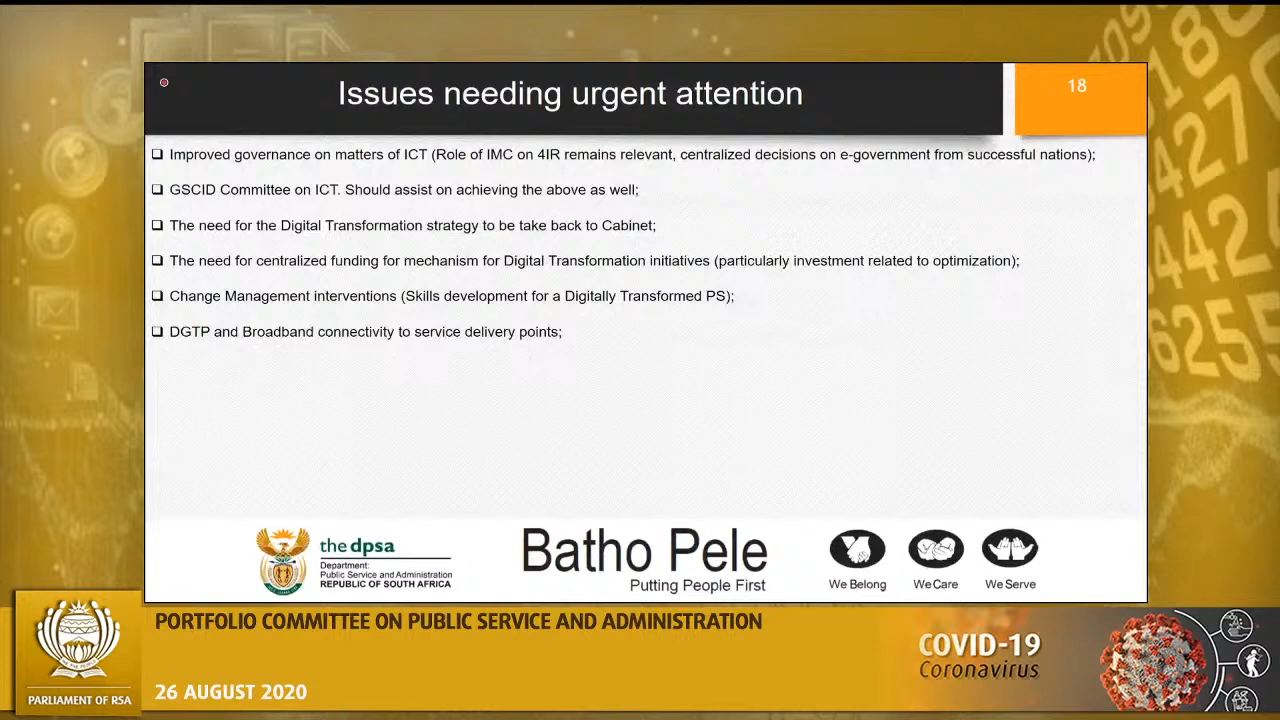 Issues needing urgent attention
18
Improved governance on matters of ICT (Role of IMC on 4IR remains relevant, centralized decisions on e-government from successful nations);
GSCID Committee on ICT. Should assist on achieving the above as well;
The need for the Digital Transformation strategy to be take back to Cabinet;
The need for centralized funding for mechanism for Digital Transformation initiatives (particularly investment related to optimization);
Change Management interventions (Skills development for a Digitally Transformed PS);
DGTP and Broadband connectivity to service delivery points;
the dpsa
Department:
Public Service and Administration
REPUBLIC OF SOUTH AFRICA
Batho Pele
Putting People First
We Belong
We Care
We Serve
PORTFOLIO COMMITTEE ON PUBLIC SERVICE AND ADMINISTRATION
26 AUGUST 2020
PARLIAMENT OF RSA
COVID-19
Coronavirus